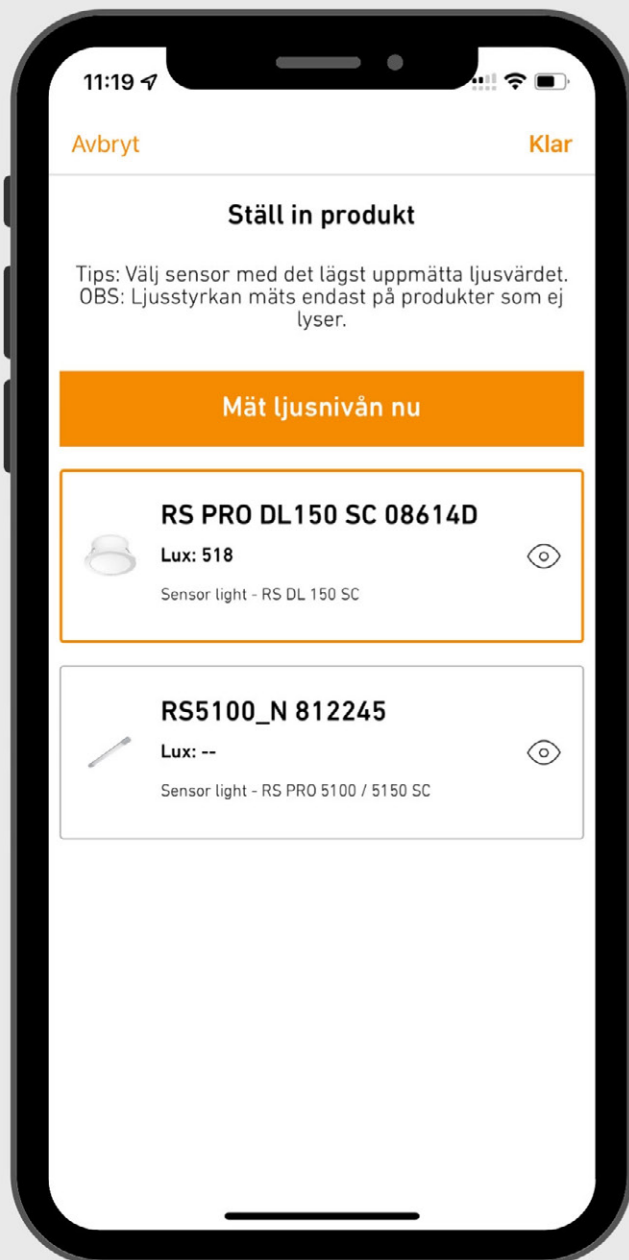 11:19
Avbryt
Klar
Ställ in produkt
Tips: Välj sensor med det lägst uppmätta ljusvärdet.
OBS: Ljusstyrkan mäts endast på produkter som ej
lyser.
Mät ljusnivån nu
RS PRO DL150 SC 08614D
Lux: 518
Sensor light - RS DL 150 SC
RS5100_N 812245
Lux: --
Sensor light - RS PRO 5100 / 5150 SC